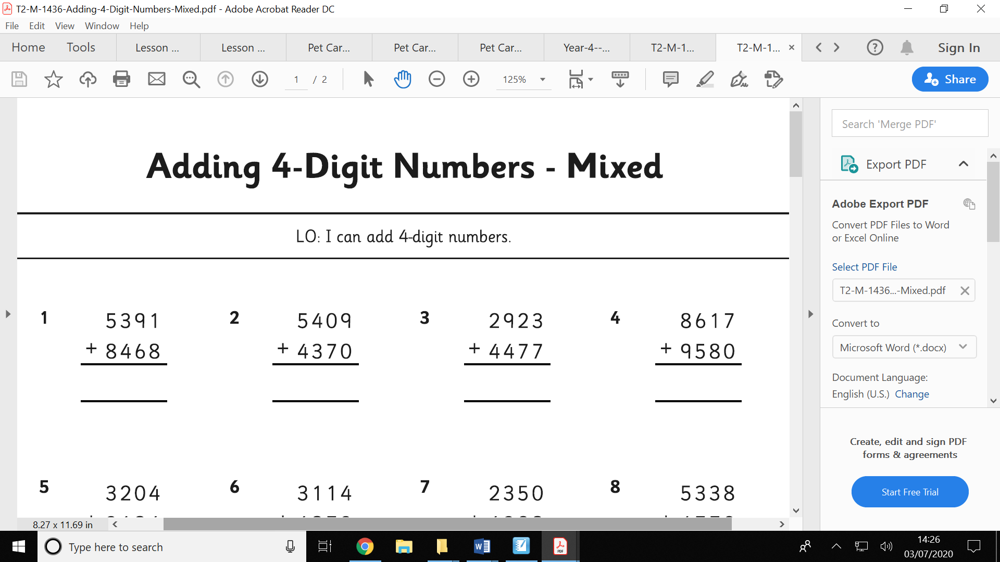 T2-M-1436-Adding-4-Digit-Numbers-Mixed.pdf - Adobe Acrobat Reader DC
File Edit View Window Help
Home Tools Lesson ... Lesson ... Pet Car... Pet Car... Pet Car... Year-4--... T2-M-1... T2-M-1... × Sign In
1 / 2 125% Share
Search 'Merge PDF'
Adding 4-Digit Numbers - Mixed
Export PDF
Adobe Export PDF
Convert PDF Files to Word
or Excel Online
LO: I can add 4-digit numbers.
Select PDF File
T2-M-1436...-Mixed.pdf
Convert to
Microsoft Word (*.docx)
Document Language:
English (U.S.) Change
1 5391 2 5409 3 2923 4 8617
+ 8468 + 4370 + 4477 + 9580
Create, edit and sign PDF
forms & agreements
Start Free Trial
5 3204 6 3114 7 2350 8 5338
8.27 x 11.69 in
Type here to search
14:26
03/07/2020